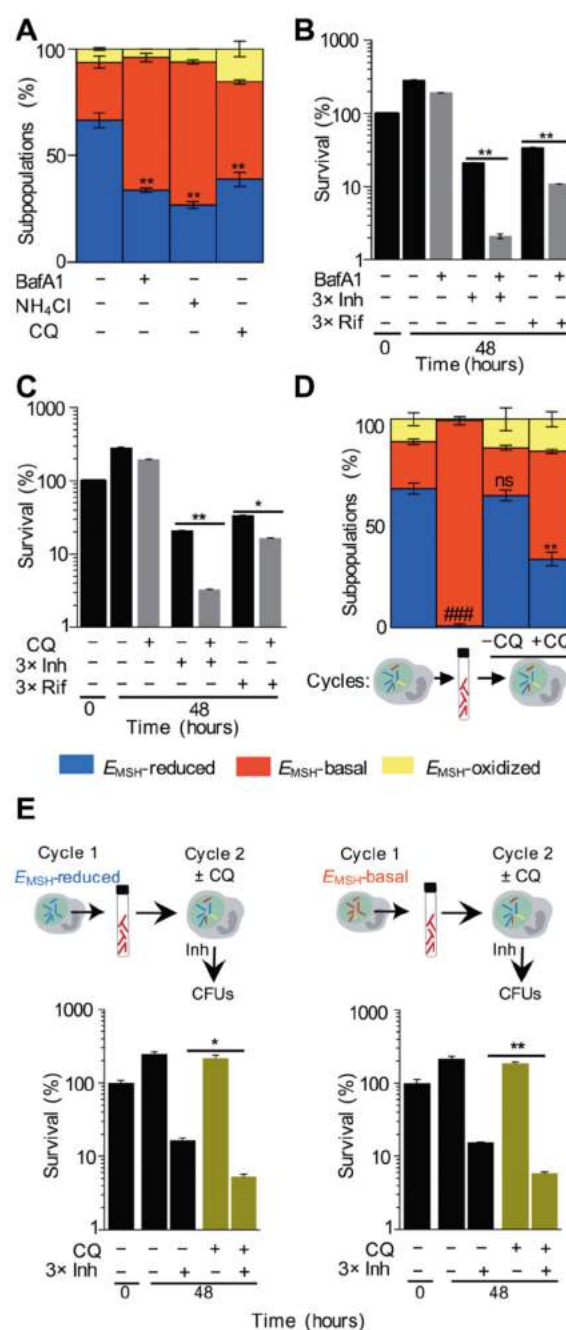 A
Subpopulations (%)
100
50
0
BafA1 − + − −
NH₄Cl − − + −
CQ − − − +
** ** **
B
Survival (%)
1000
100
10
1
** **
BafA1 − − + − + − +
3× Inh − − − + + − −
3× Rif − − − − − + +
0 48
Time (hours)
C
Survival (%)
1000
100
10
1
** *
CQ − − + − + − +
3× Inh − − − + + − −
3× Rif − − − − − + +
0 48
Time (hours)
D
Subpopulations (%)
100
50
0
### ns **
−CQ +CQ
Cycles:
EMSH-reduced EMSH-basal EMSH-oxidized
E
Cycle 1 Cycle 2
EMSH-reduced ± CQ
Inh
CFUs
Survival (%)
1000
100
10
1
*
CQ − − − + +
3× Inh − − + − +
0 48
Cycle 1 Cycle 2
EMSH-basal ± CQ
Inh
CFUs
Survival (%)
1000
100
10
1
**
CQ − − − + +
3× Inh − − + − +
0 48
Time (hours)